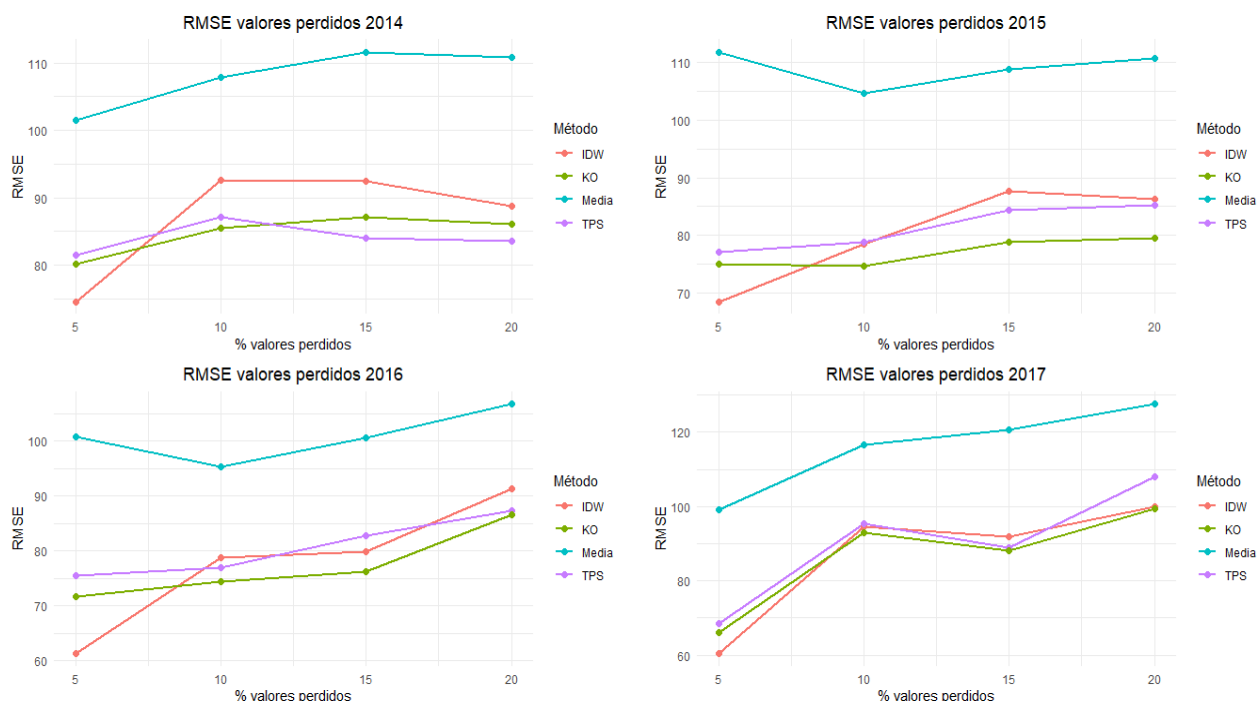 RMSE valores perdidos 2014
110
100
90
80
RMSE
5
10
15
20
% valores perdidos
Método
IDW
KO
Media
TPS
RMSE valores perdidos 2015
110
100
90
80
70
RMSE
5
10
15
20
% valores perdidos
Método
IDW
KO
Media
TPS
RMSE valores perdidos 2016
100
90
80
70
60
RMSE
5
10
15
20
% valores perdidos
Método
IDW
KO
Media
TPS
RMSE valores perdidos 2017
120
100
80
60
RMSE
5
10
15
20
% valores perdidos
Método
IDW
KO
Media
TPS